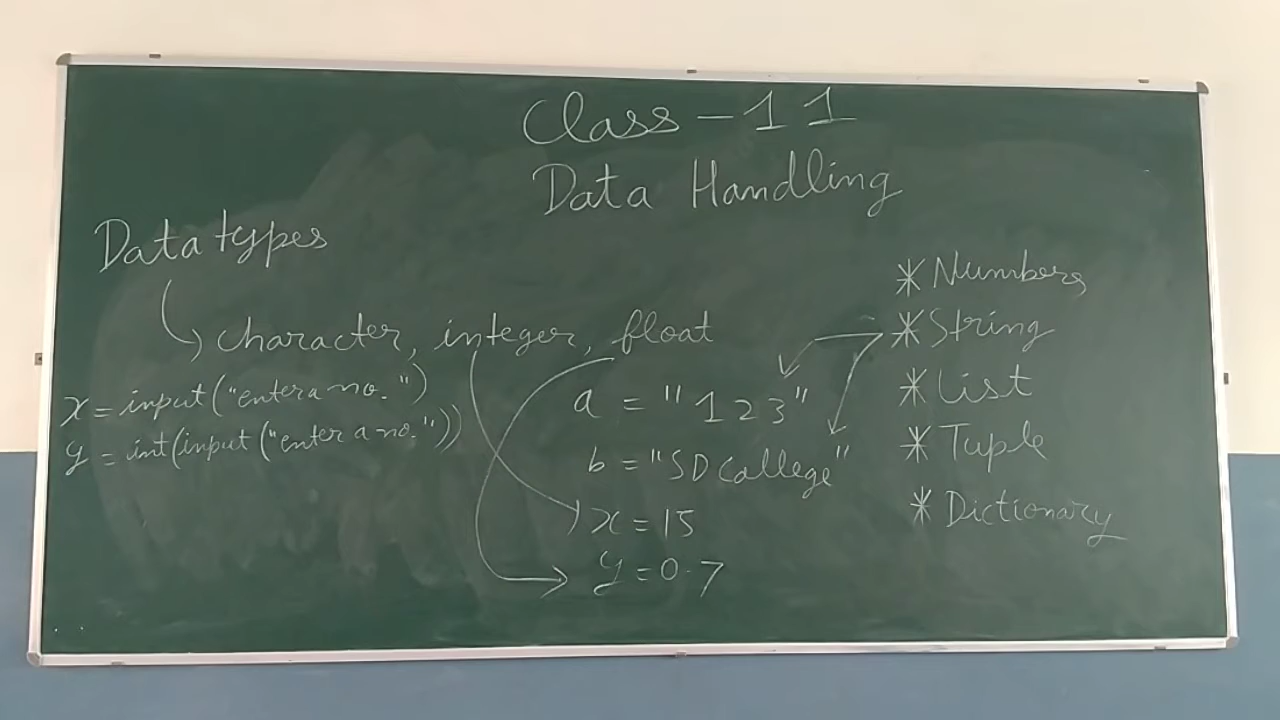 Class - 11
Data Handling
Data types
character, integer, float
x = input("enter a no.")
y = int(input("enter a no."))
a = "123"
b = "SD College"
x = 15
y = 0.7
* Numbers
* String
* List
* Tuple
* Dictionary